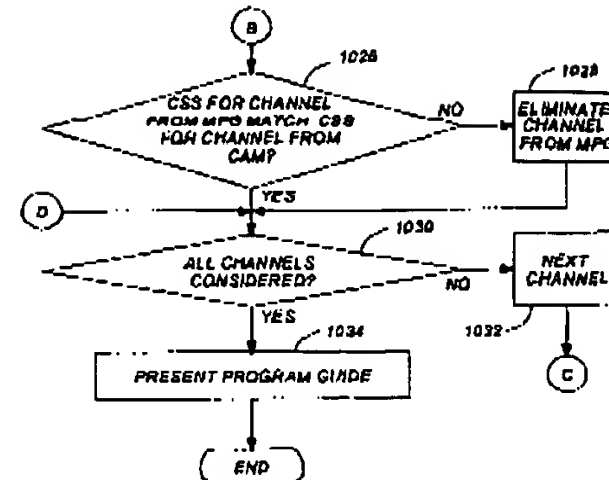 B
1026
CSS FOR CHANNEL
FROM MPG MATCH CSS
FOR CHANNEL FROM
CAM?
NO
1028
ELIMINATE
CHANNEL
FROM MPG
YES
D
1030
ALL CHANNELS
CONSIDERED?
NO
NEXT
CHANNEL
1032
YES
C
1034
PRESENT PROGRAM GUIDE
END